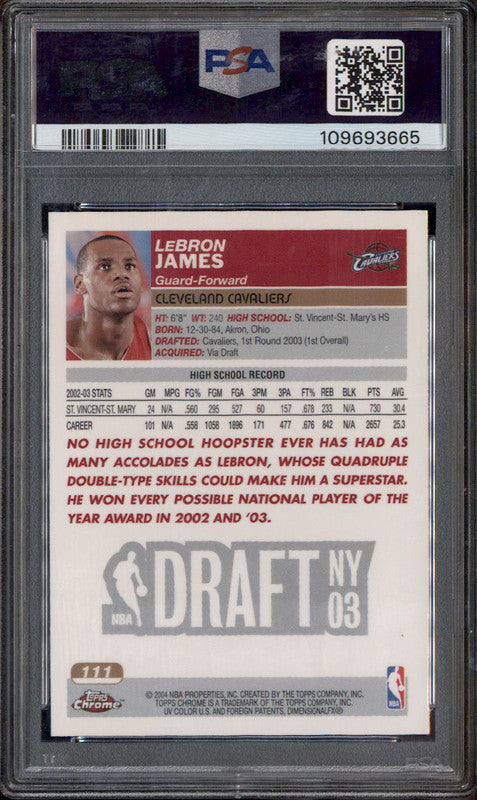 PSA
109693665
LEBRON
JAMES
Guard-Forward
CAVALIERS
CLEVELAND CAVALIERS
HT: 6'8" WT: 240 HIGH SCHOOL: St. Vincent-St. Mary's HS
BORN: 12-30-84, Akron, Ohio
DRAFTED: Cavaliers, 1st Round 2003 (1st Overall)
ACQUIRED: Via Draft
HIGH SCHOOL RECORD
2002-03 STATS GM MPG FG% FGM FGA 3PM 3PA FT% REB BLK PTS AVG
ST. VINCENT-ST. MARY 24 N/A .560 295 527 60 157 .678 233 N/A 730 30.4
CAREER 101 N/A .558 1058 1896 171 477 .676 842 N/A 2657 25.3
NO HIGH SCHOOL HOOPSTER EVER HAS HAD AS
MANY ACCOLADES AS LEBRON, WHOSE QUADRUPLE
DOUBLE-TYPE SKILLS COULD MAKE HIM A SUPERSTAR.
HE WON EVERY POSSIBLE NATIONAL PLAYER OF THE
YEAR AWARD IN 2002 AND '03.
NBA DRAFT NY
03
111
Topps
Chrome™
© 2004 NBA PROPERTIES, INC. CREATED BY THE TOPPS COMPANY, INC.
TOPPS CHROME IS A TRADEMARK OF THE TOPPS COMPANY, INC.
UV COLOR U.S. AND FOREIGN PATENTS, DIMENSIONALFX®
NBA
PSA